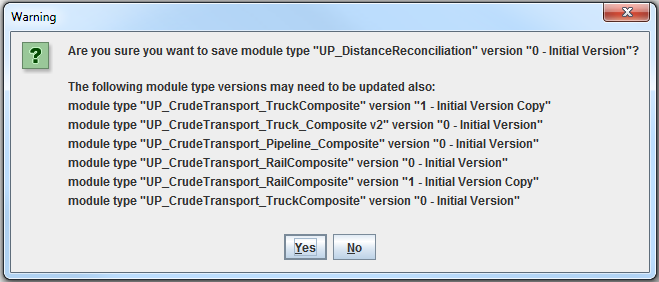 Warning
Are you sure you want to save module type "UP_DistanceReconciliation" version "0 - Initial Version"?
The following module type versions may need to be updated also:
module type "UP_CrudeTransport_TruckComposite" version "1 - Initial Version Copy"
module type "UP_CrudeTransport_Truck_Composite v2" version "0 - Initial Version"
module type "UP_CrudeTransport_Pipeline_Composite" version "0 - Initial Version"
module type "UP_CrudeTransport_RailComposite" version "0 - Initial Version"
module type "UP_CrudeTransport_RailComposite" version "1 - Initial Version Copy"
module type "UP_CrudeTransport_TruckComposite" version "0 - Initial Version"
Yes No